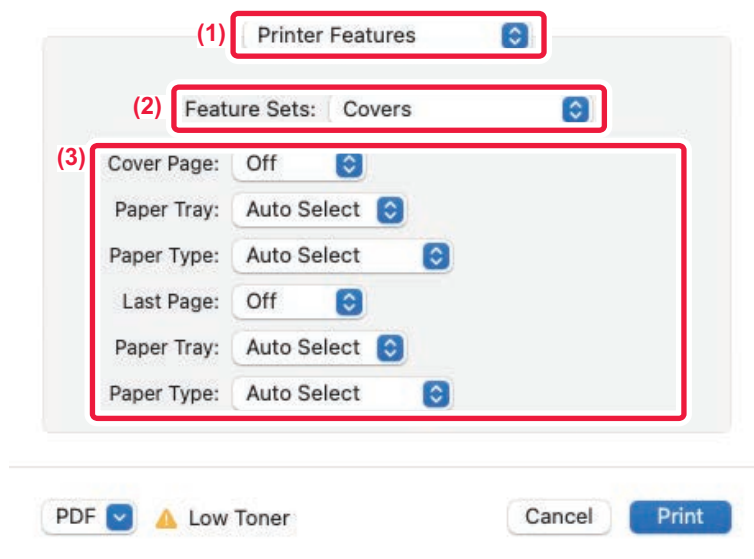 (1) Printer Features
(2) Feature Sets: Covers
(3) Cover Page: Off
Paper Tray: Auto Select
Paper Type: Auto Select
Last Page: Off
Paper Tray: Auto Select
Paper Type: Auto Select
PDF Low Toner Cancel Print